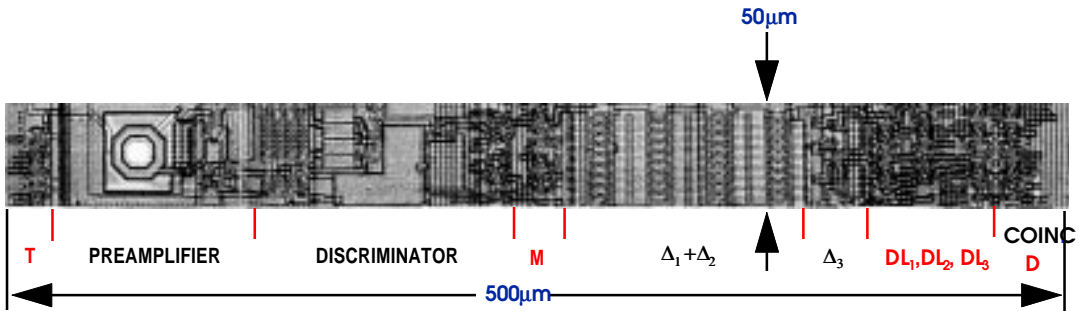 50μm
COINC
T PREAMPLIFIER DISCRIMINATOR M Δ₁+Δ₂ Δ₃ DL₁,DL₂, DL₃ D
500μm